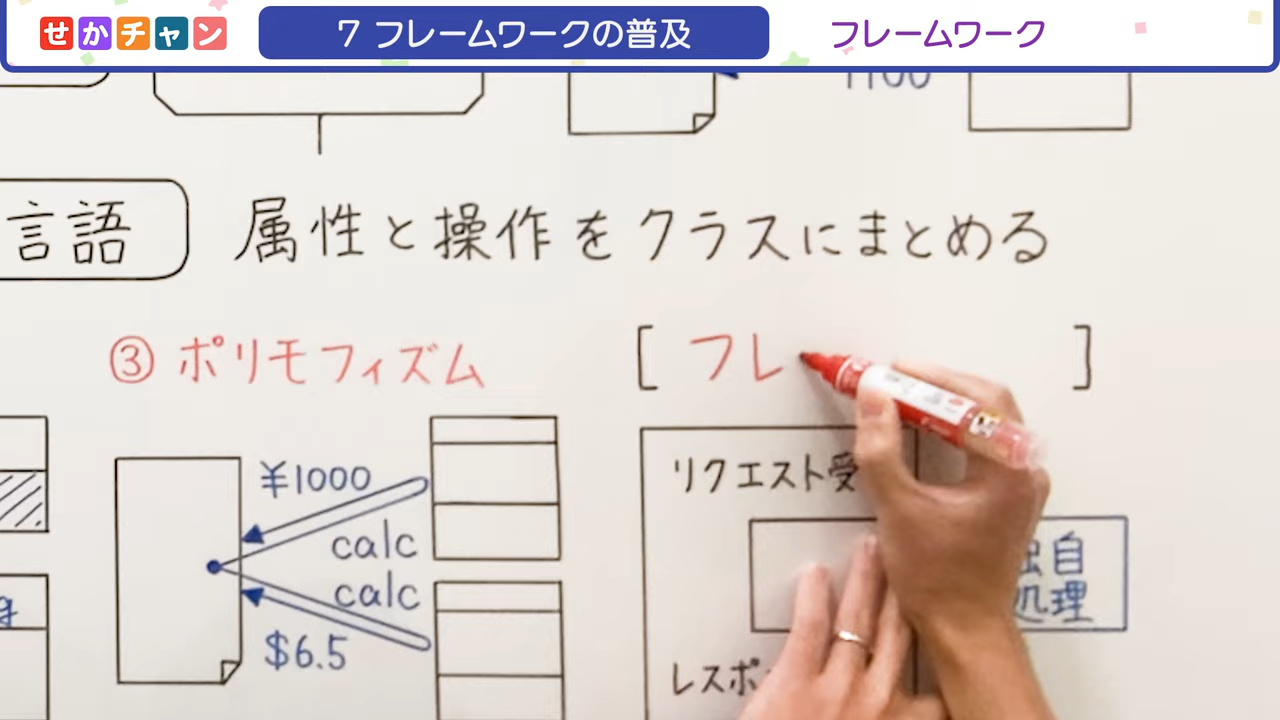 せかチャン
7 フレームワークの普及
フレームワーク
1100
言語
属性と操作をクラスにまとめる
③ ポリモフィズム
[ フレ ]
¥1000
calc
calc
$6.5
リクエスト受
自
処理
レスポ